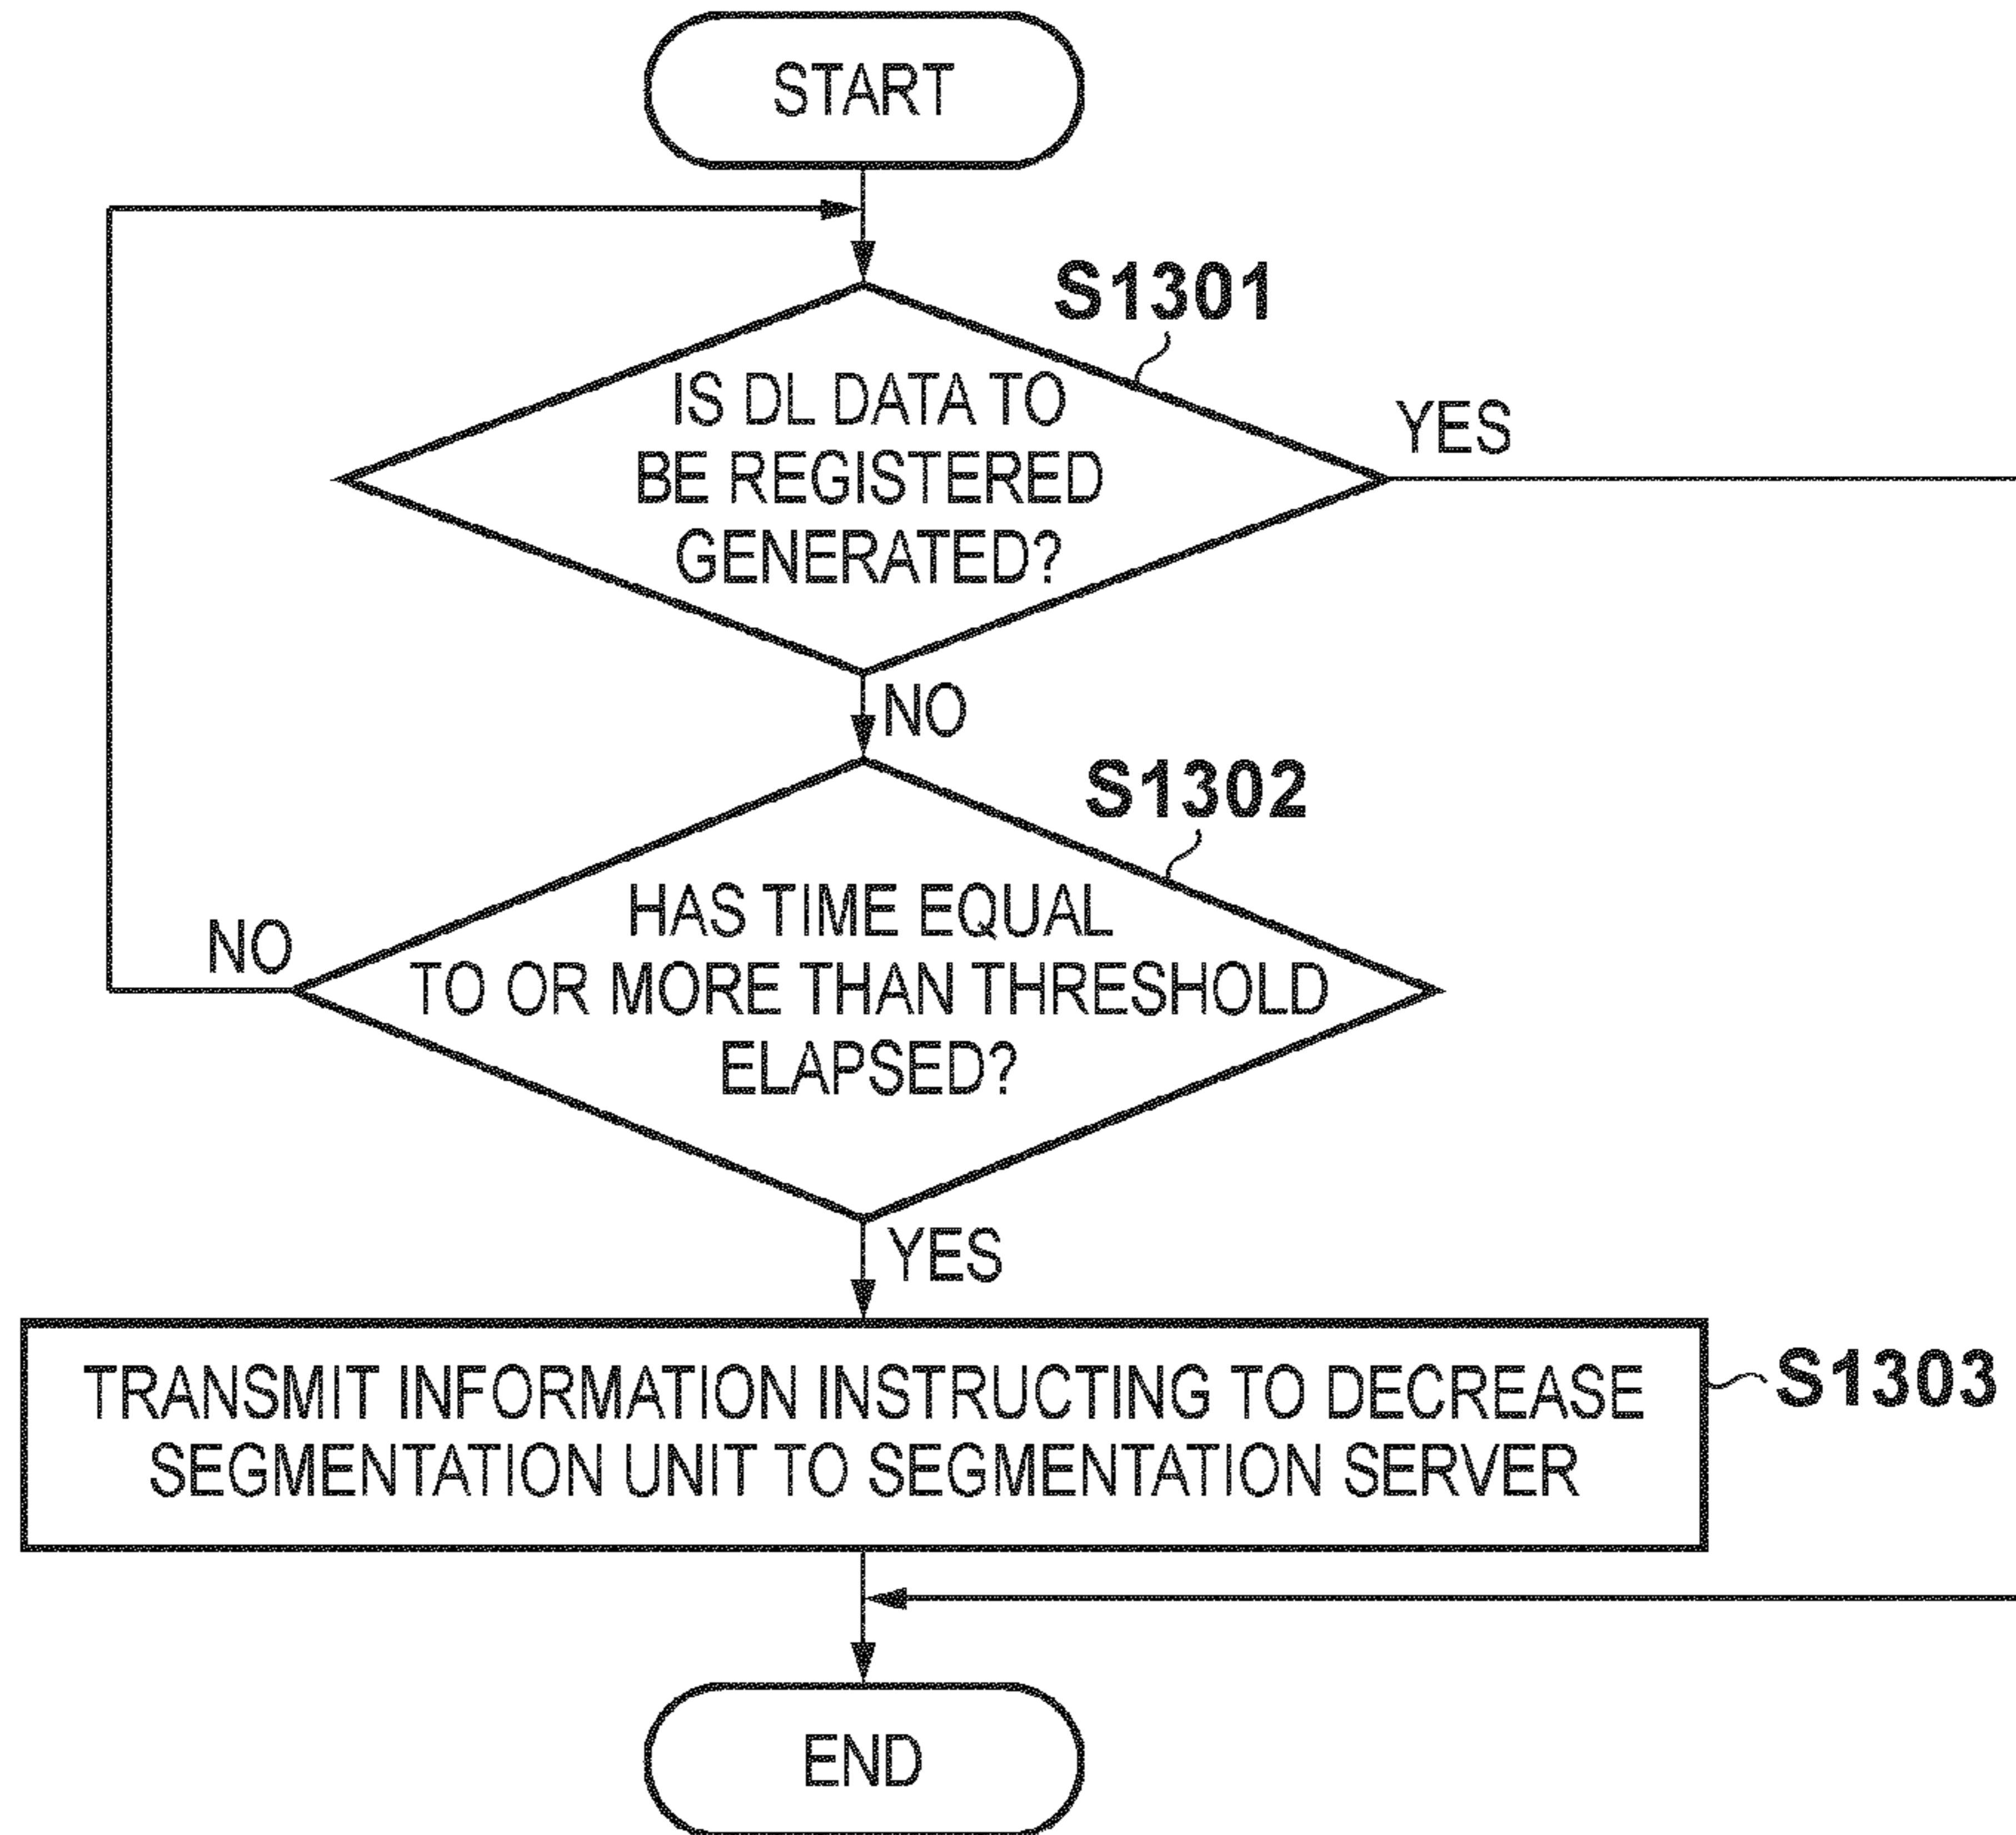 START
S1301
IS DL DATA TO
BE REGISTERED
GENERATED?
YES
NO
S1302
HAS TIME EQUAL
TO OR MORE THAN THRESHOLD
ELAPSED?
NO
YES
TRANSMIT INFORMATION INSTRUCTING TO DECREASE
SEGMENTATION UNIT TO SEGMENTATION SERVER
S1303
END